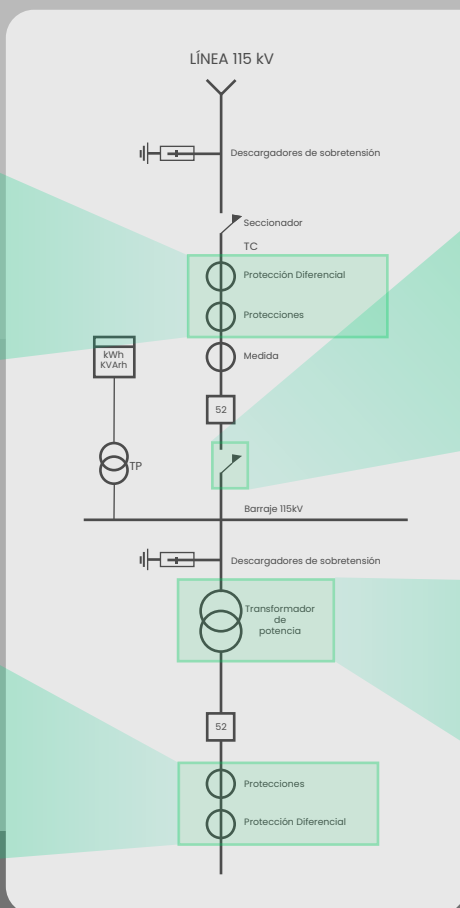 LÍNEA 115 kV
Descargadores de sobretensión
Seccionador
TC
Protección Diferencial
Protecciones
kWh
KVArh
Medida
52
TP
Barraje 115kV
Descargadores de sobretensión
Transformador
de
potencia
52
Protecciones
Protección Diferencial